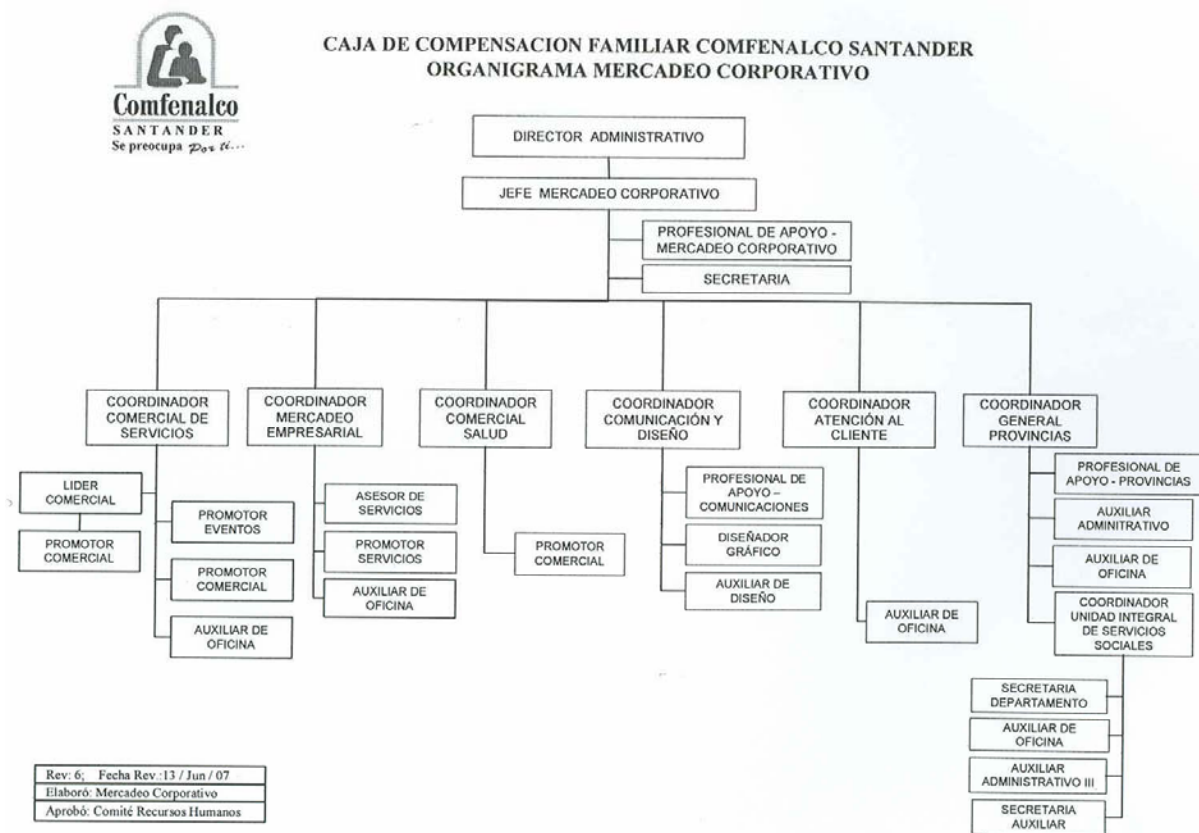 Comfenalco
SANTANDER
Se preocupa Por ti...
CAJA DE COMPENSACION FAMILIAR COMFENALCO SANTANDER
ORGANIGRAMA MERCADEO CORPORATIVO
DIRECTOR ADMINISTRATIVO
JEFE MERCADEO CORPORATIVO
PROFESIONAL DE APOYO -
MERCADEO CORPORATIVO
SECRETARIA
COORDINADOR
COMERCIAL DE
SERVICIOS
LIDER
COMERCIAL
PROMOTOR
COMERCIAL
PROMOTOR
EVENTOS
PROMOTOR
COMERCIAL
AUXILIAR DE
OFICINA
COORDINADOR
MERCADEO
EMPRESARIAL
ASESOR DE
SERVICIOS
PROMOTOR
SERVICIOS
AUXILIAR DE
OFICINA
COORDINADOR
COMERCIAL
SALUD
PROMOTOR
COMERCIAL
COORDINADOR
COMUNICACIÓN Y
DISEÑO
PROFESIONAL DE
APOYO –
COMUNICACIONES
DISEÑADOR
GRÁFICO
AUXILIAR DE
DISEÑO
COORDINADOR
ATENCIÓN AL
CLIENTE
AUXILIAR DE
OFICINA
COORDINADOR
GENERAL
PROVINCIAS
PROFESIONAL DE
APOYO - PROVINCIAS
AUXILIAR
ADMINITRATIVO
AUXILIAR DE
OFICINA
COORDINADOR
UNIDAD INTEGRAL
DE SERVICIOS
SOCIALES
SECRETARIA
DEPARTAMENTO
AUXILIAR DE
OFICINA
AUXILIAR
ADMINISTRATIVO III
SECRETARIA
AUXILIAR
Rev: 6; Fecha Rev.:13 / Jun / 07
Elaboró: Mercadeo Corporativo
Aprobó: Comité Recursos Humanos